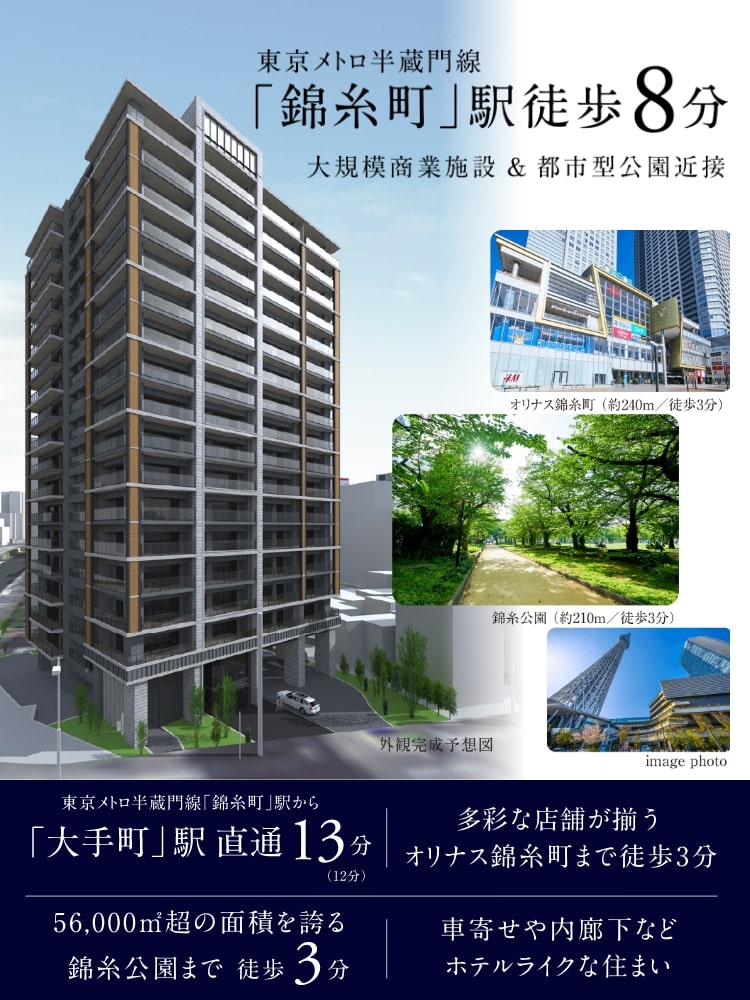 東京メトロ半蔵門線
「錦糸町」駅徒歩8分
大規模商業施設 & 都市型公園近接
H&M
オリナス錦糸町（約240m／徒歩3分）
錦糸公園（約210m／徒歩3分）
外観完成予想図
image photo
東京メトロ半蔵門線「錦糸町」駅から
「大手町」駅 直通 13分
（12分）
多彩な店舗が揃う
オリナス錦糸町まで徒歩3分
56,000㎡超の面積を誇る
錦糸公園まで 徒歩 3分
車寄せや内廊下など
ホテルライクな住まい